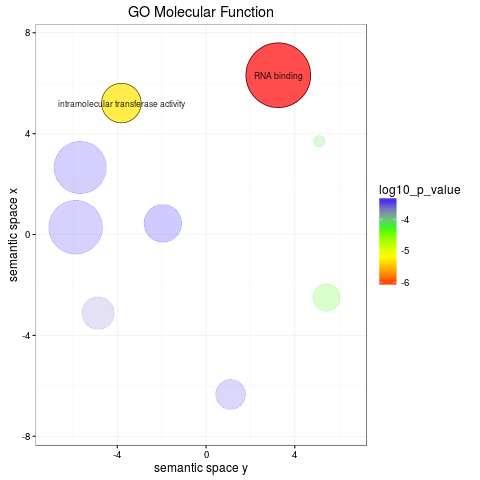 GO Molecular Function
8
4
0
-4
-8
semantic space x
RNA binding
intramolecular transferase activity
-4
0
4
semantic space y
log10_p_value
-4
-5
-6